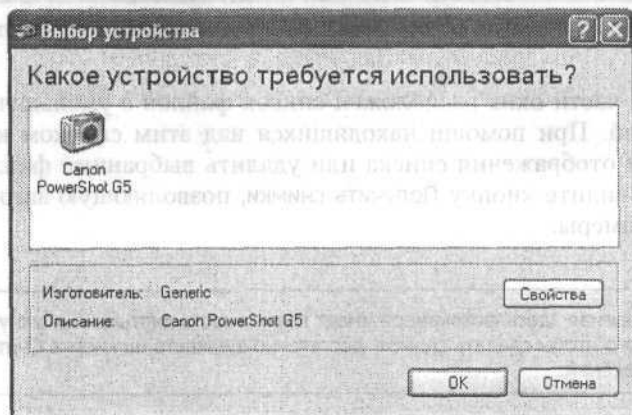 Выбор устройства
Какое устройство требуется использовать?
Canon
PowerShot G5
Изготовитель: Generic
Свойства
Описание: Canon PowerShot G5
OK Отмена